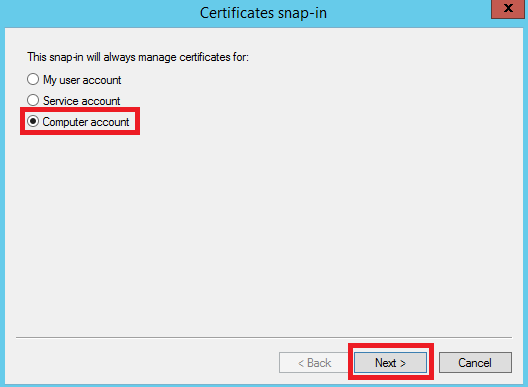 Certificates snap-in
x
This snap-in will always manage certificates for:
My user account
Service account
Computer account
< Back
Next >
Cancel